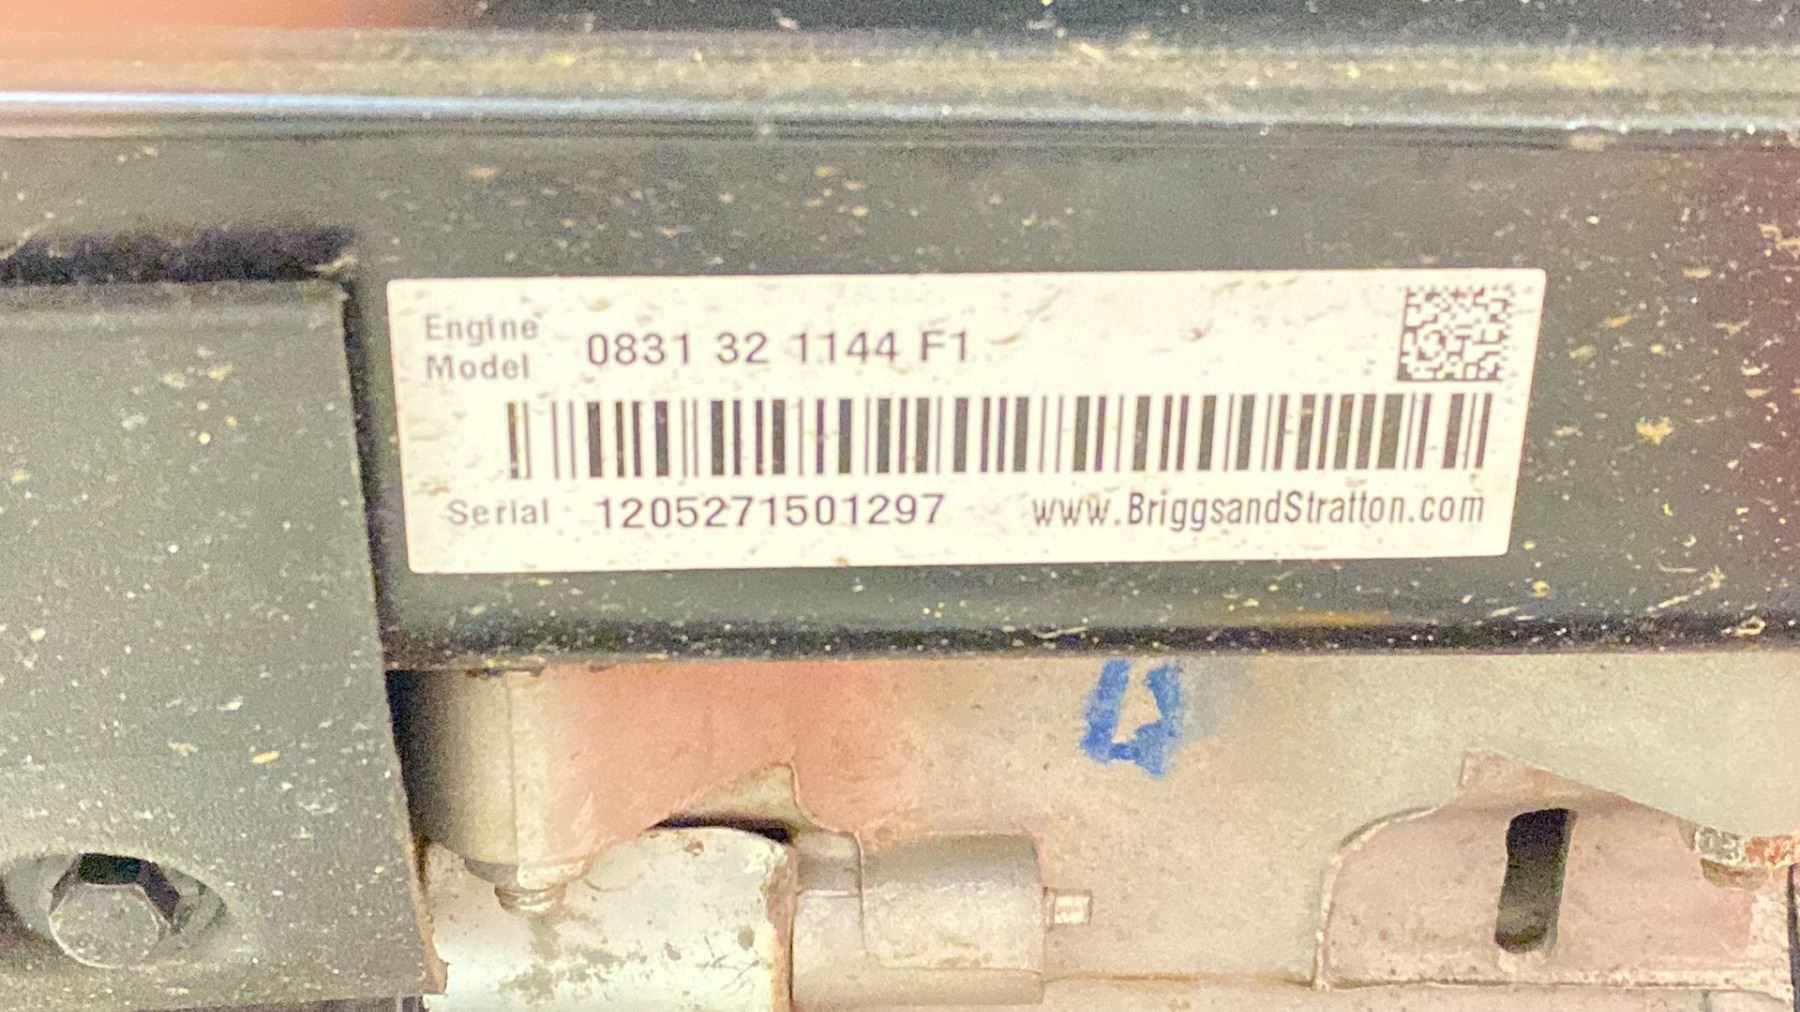 Engine Model 0831 32 1144 F1
Serial 1205271501297 www.BriggsandStratton.com